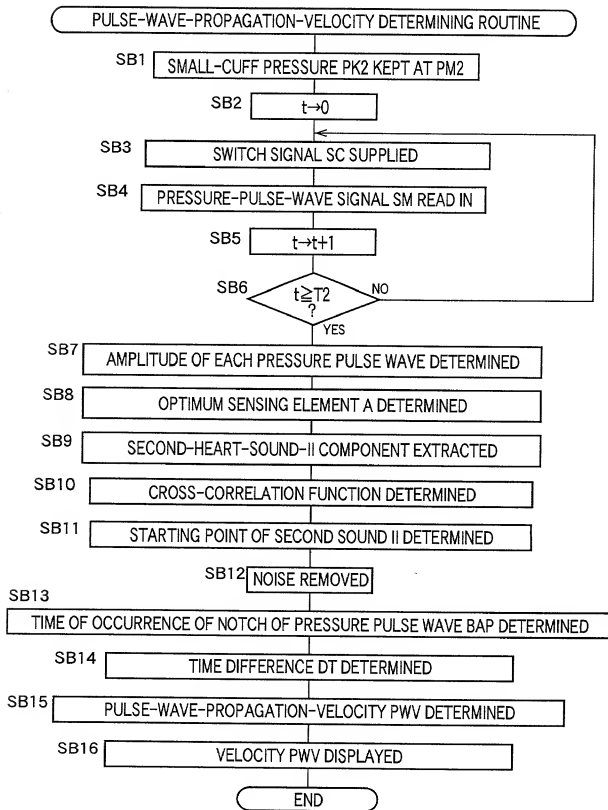 PULSE-WAVE-PROPAGATION-VELOCITY DETERMINING ROUTINE
SB1
SMALL-CUFF PRESSURE PK2 KEPT AT PM2
SB2
t→0
SB3
SWITCH SIGNAL SC SUPPLIED
SB4
PRESSURE-PULSE-WAVE SIGNAL SM READ IN
SB5
t→t+1
SB6
t≧T2
?
NO
YES
SB7
AMPLITUDE OF EACH PRESSURE PULSE WAVE DETERMINED
SB8
OPTIMUM SENSING ELEMENT A DETERMINED
SB9
SECOND-HEART-SOUND-II COMPONENT EXTRACTED
SB10
CROSS-CORRELATION FUNCTION DETERMINED
SB11
STARTING POINT OF SECOND SOUND II DETERMINED
SB12
NOISE REMOVED
SB13
TIME OF OCCURRENCE OF NOTCH OF PRESSURE PULSE WAVE BAP DETERMINED
SB14
TIME DIFFERENCE DT DETERMINED
SB15
PULSE-WAVE-PROPAGATION-VELOCITY PWV DETERMINED
SB16
VELOCITY PWV DISPLAYED
END